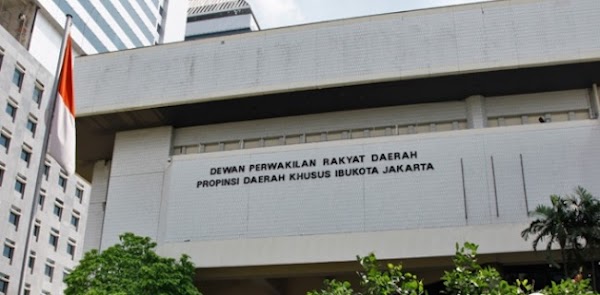 DEWAN PERWAKILAN RAKYAT DAERAH
PROPINSI DAERAH KHUSUS IBUKOTA JAKARTA